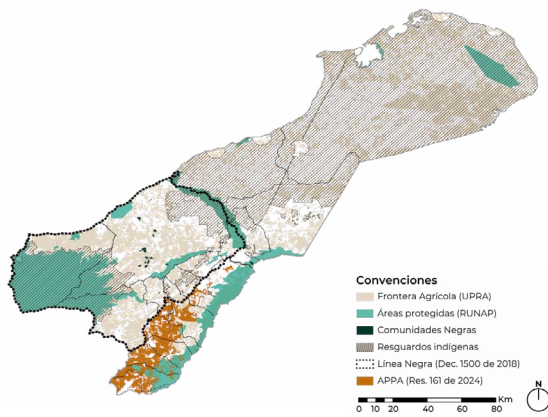 Convenciones
Frontera Agrícola (UPRA)
Áreas protegidas (RUNAP)
Comunidades Negras
Resguardos indígenas
Línea Negra (Dec. 1500 de 2018)
APPA (Res. 161 de 2024)
0 10 20 40 60 80 Km
N